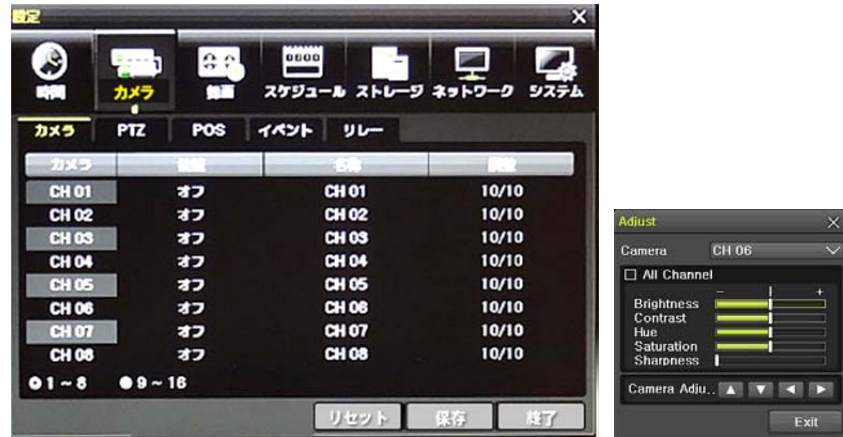 設定
時間 カメラ 録画 スケジュール ストレージ ネットワーク システム
カメラ PTZ POS イベント リレー
カメラ 名称 調整
CH 01 オフ CH 01 10/10
CH 02 オフ CH 02 10/10
CH 03 オフ CH 03 10/10
CH 04 オフ CH 04 10/10
CH 05 オフ CH 05 10/10
CH 06 オフ CH 06 10/10
CH 07 オフ CH 07 10/10
CH 08 オフ CH 08 10/10
1 ~ 8 9 ~ 16
リセット 保存 終了
Adjust
Camera CH 06
All Channel
- +
Brightness
Contrast
Hue
Saturation
Sharpness
Camera Adju..
Exit